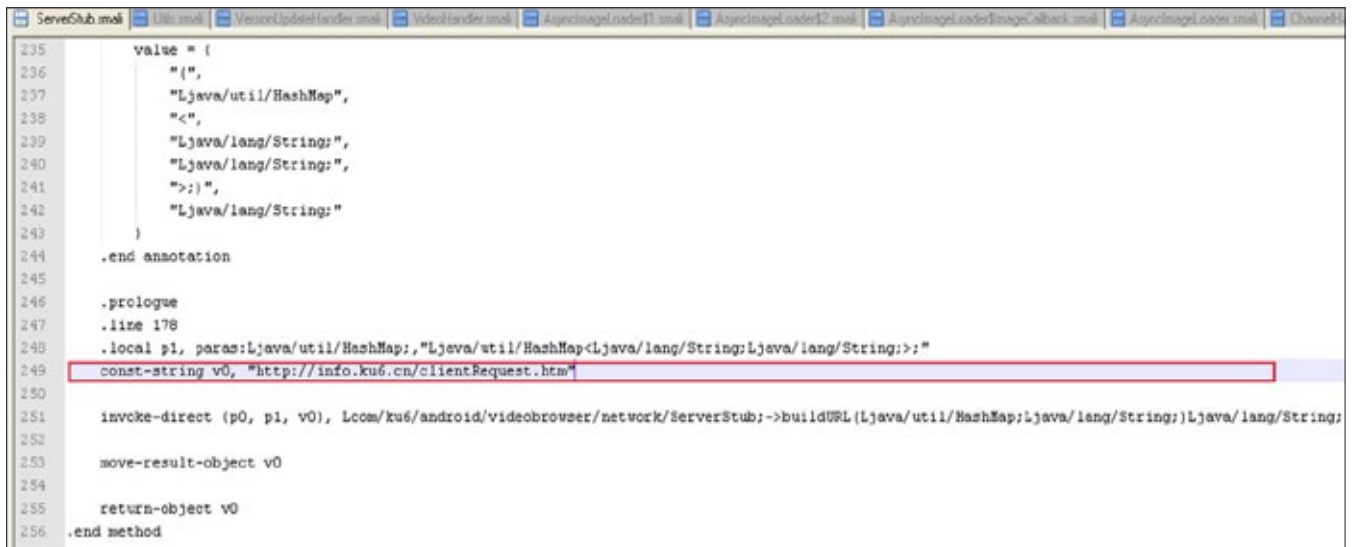 ServerStub.smali Utils.smali VersionUpdateHandler.smali VideoHandler.smali AsyncImageLoader$1.smali AsyncImageLoader$2.smali AsyncImageLoader$ImageCallback.smali AsyncImageLoader.smali ChannelH
235 value = {
236 "(",
237 "Ljava/util/HashMap",
238 "<",
239 "Ljava/lang/String;",
240 "Ljava/lang/String;",
241 ">;)",
242 "Ljava/lang/String;"
243 }
244 .end annotation
245
246 .prologue
247 .line 178
248 .local p1, paras:Ljava/util/HashMap;,"Ljava/util/HashMap<Ljava/lang/String;Ljava/lang/String;>;"
249 const-string v0, "http://info.ku6.cn/clientRequest.htm"
250
251 invoke-direct {p0, p1, v0}, Lcom/ku6/android/videobrowser/network/ServerStub;->buildURL(Ljava/util/HashMap;Ljava/lang/String;)Ljava/lang/String;
252
253 move-result-object v0
254
255 return-object v0
256 .end method